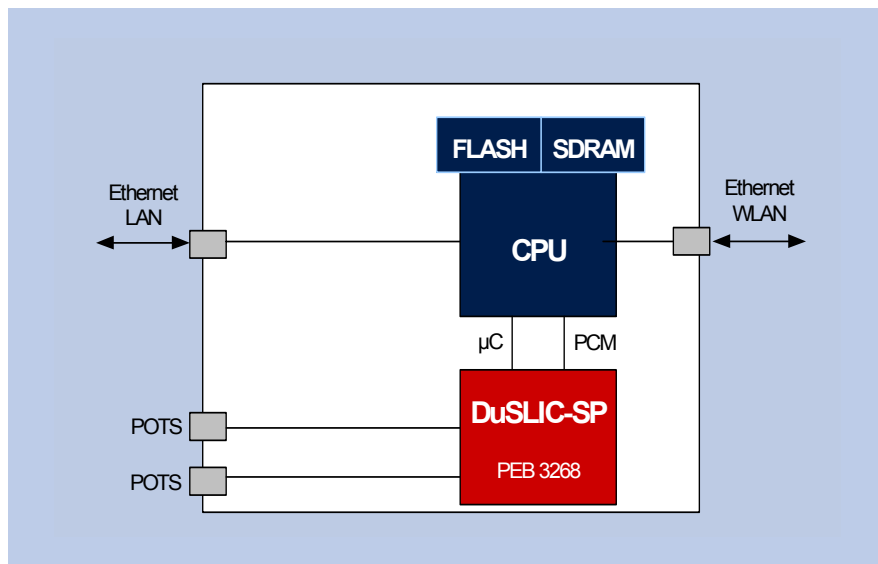 FLASH SDRAM
Ethernet
LAN
Ethernet
WLAN
CPU
µC PCM
DuSLIC-SP
PEB 3268
POTS
POTS